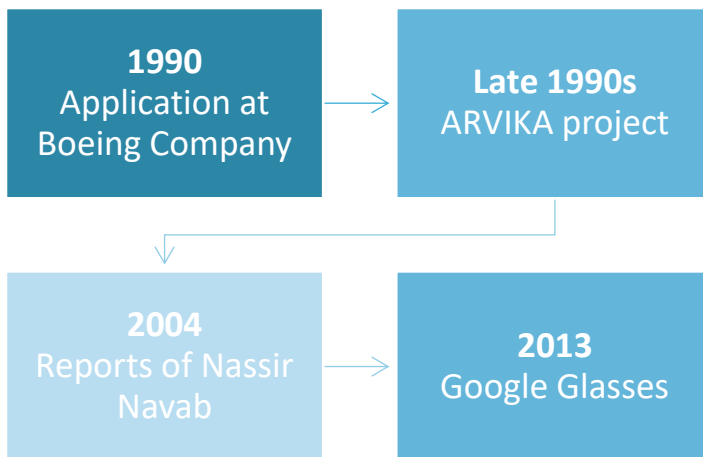 1990
Application at
Boeing Company
Late 1990s
ARVIKA project
2004
Reports of Nassir
Navab
2013
Google Glasses